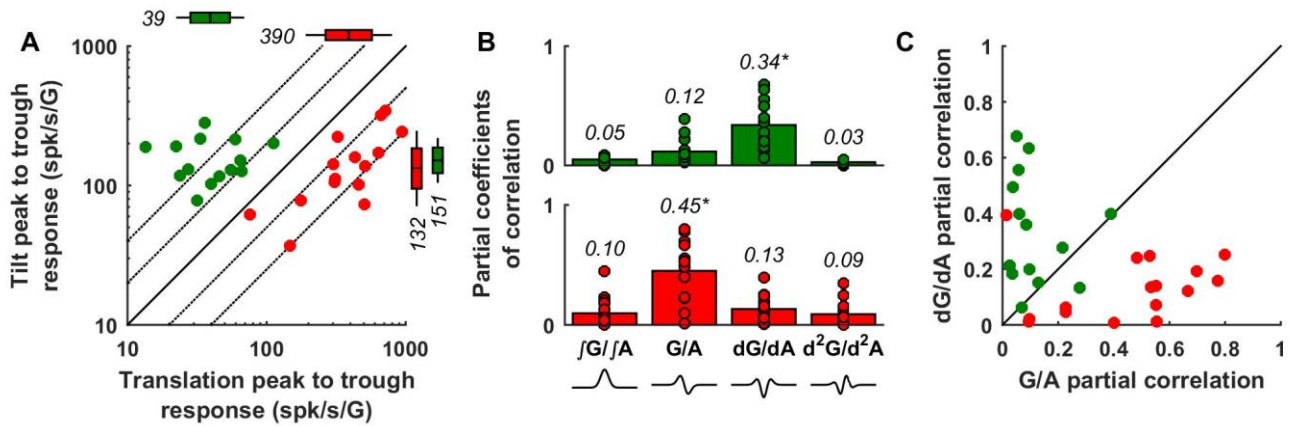 A
39
390
1000
100
10
Tilt peak to trough
response (spk/s/G)
132
151
10
100
1000
Translation peak to trough
response (spk/s/G)
B
Partial coefficients
of correlation
1
0
0.05
0.12
0.34*
0.03
1
0
0.10
0.45*
0.13
0.09
∫G/∫A
G/A
dG/dA
d²G/d²A
C
dG/dA partial correlation
1
0.8
0.6
0.4
0.2
0
0
0.2
0.4
0.6
0.8
1
G/A partial correlation